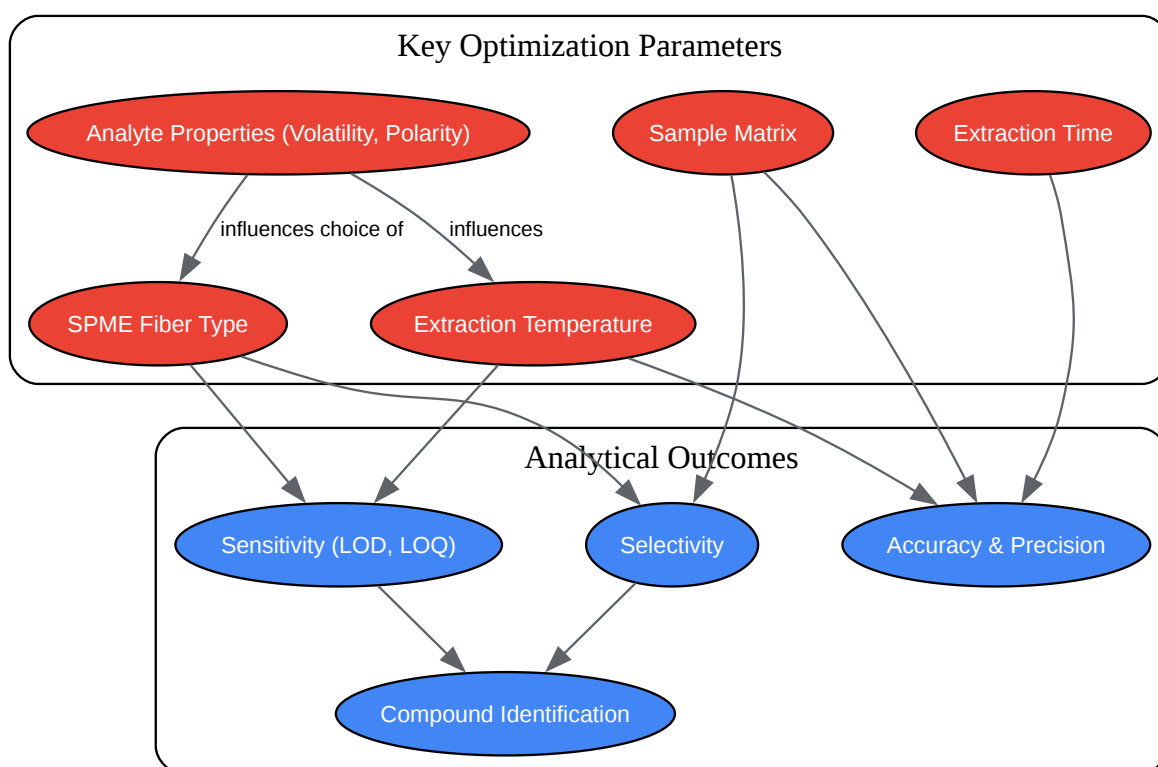 Key Optimization Parameters
Analyte Properties (Volatility, Polarity)
Sample Matrix
Extraction Time
influences choice of
influences
SPME Fiber Type
Extraction Temperature
Analytical Outcomes
Sensitivity (LOD, LOQ)
Selectivity
Accuracy & Precision
Compound Identification